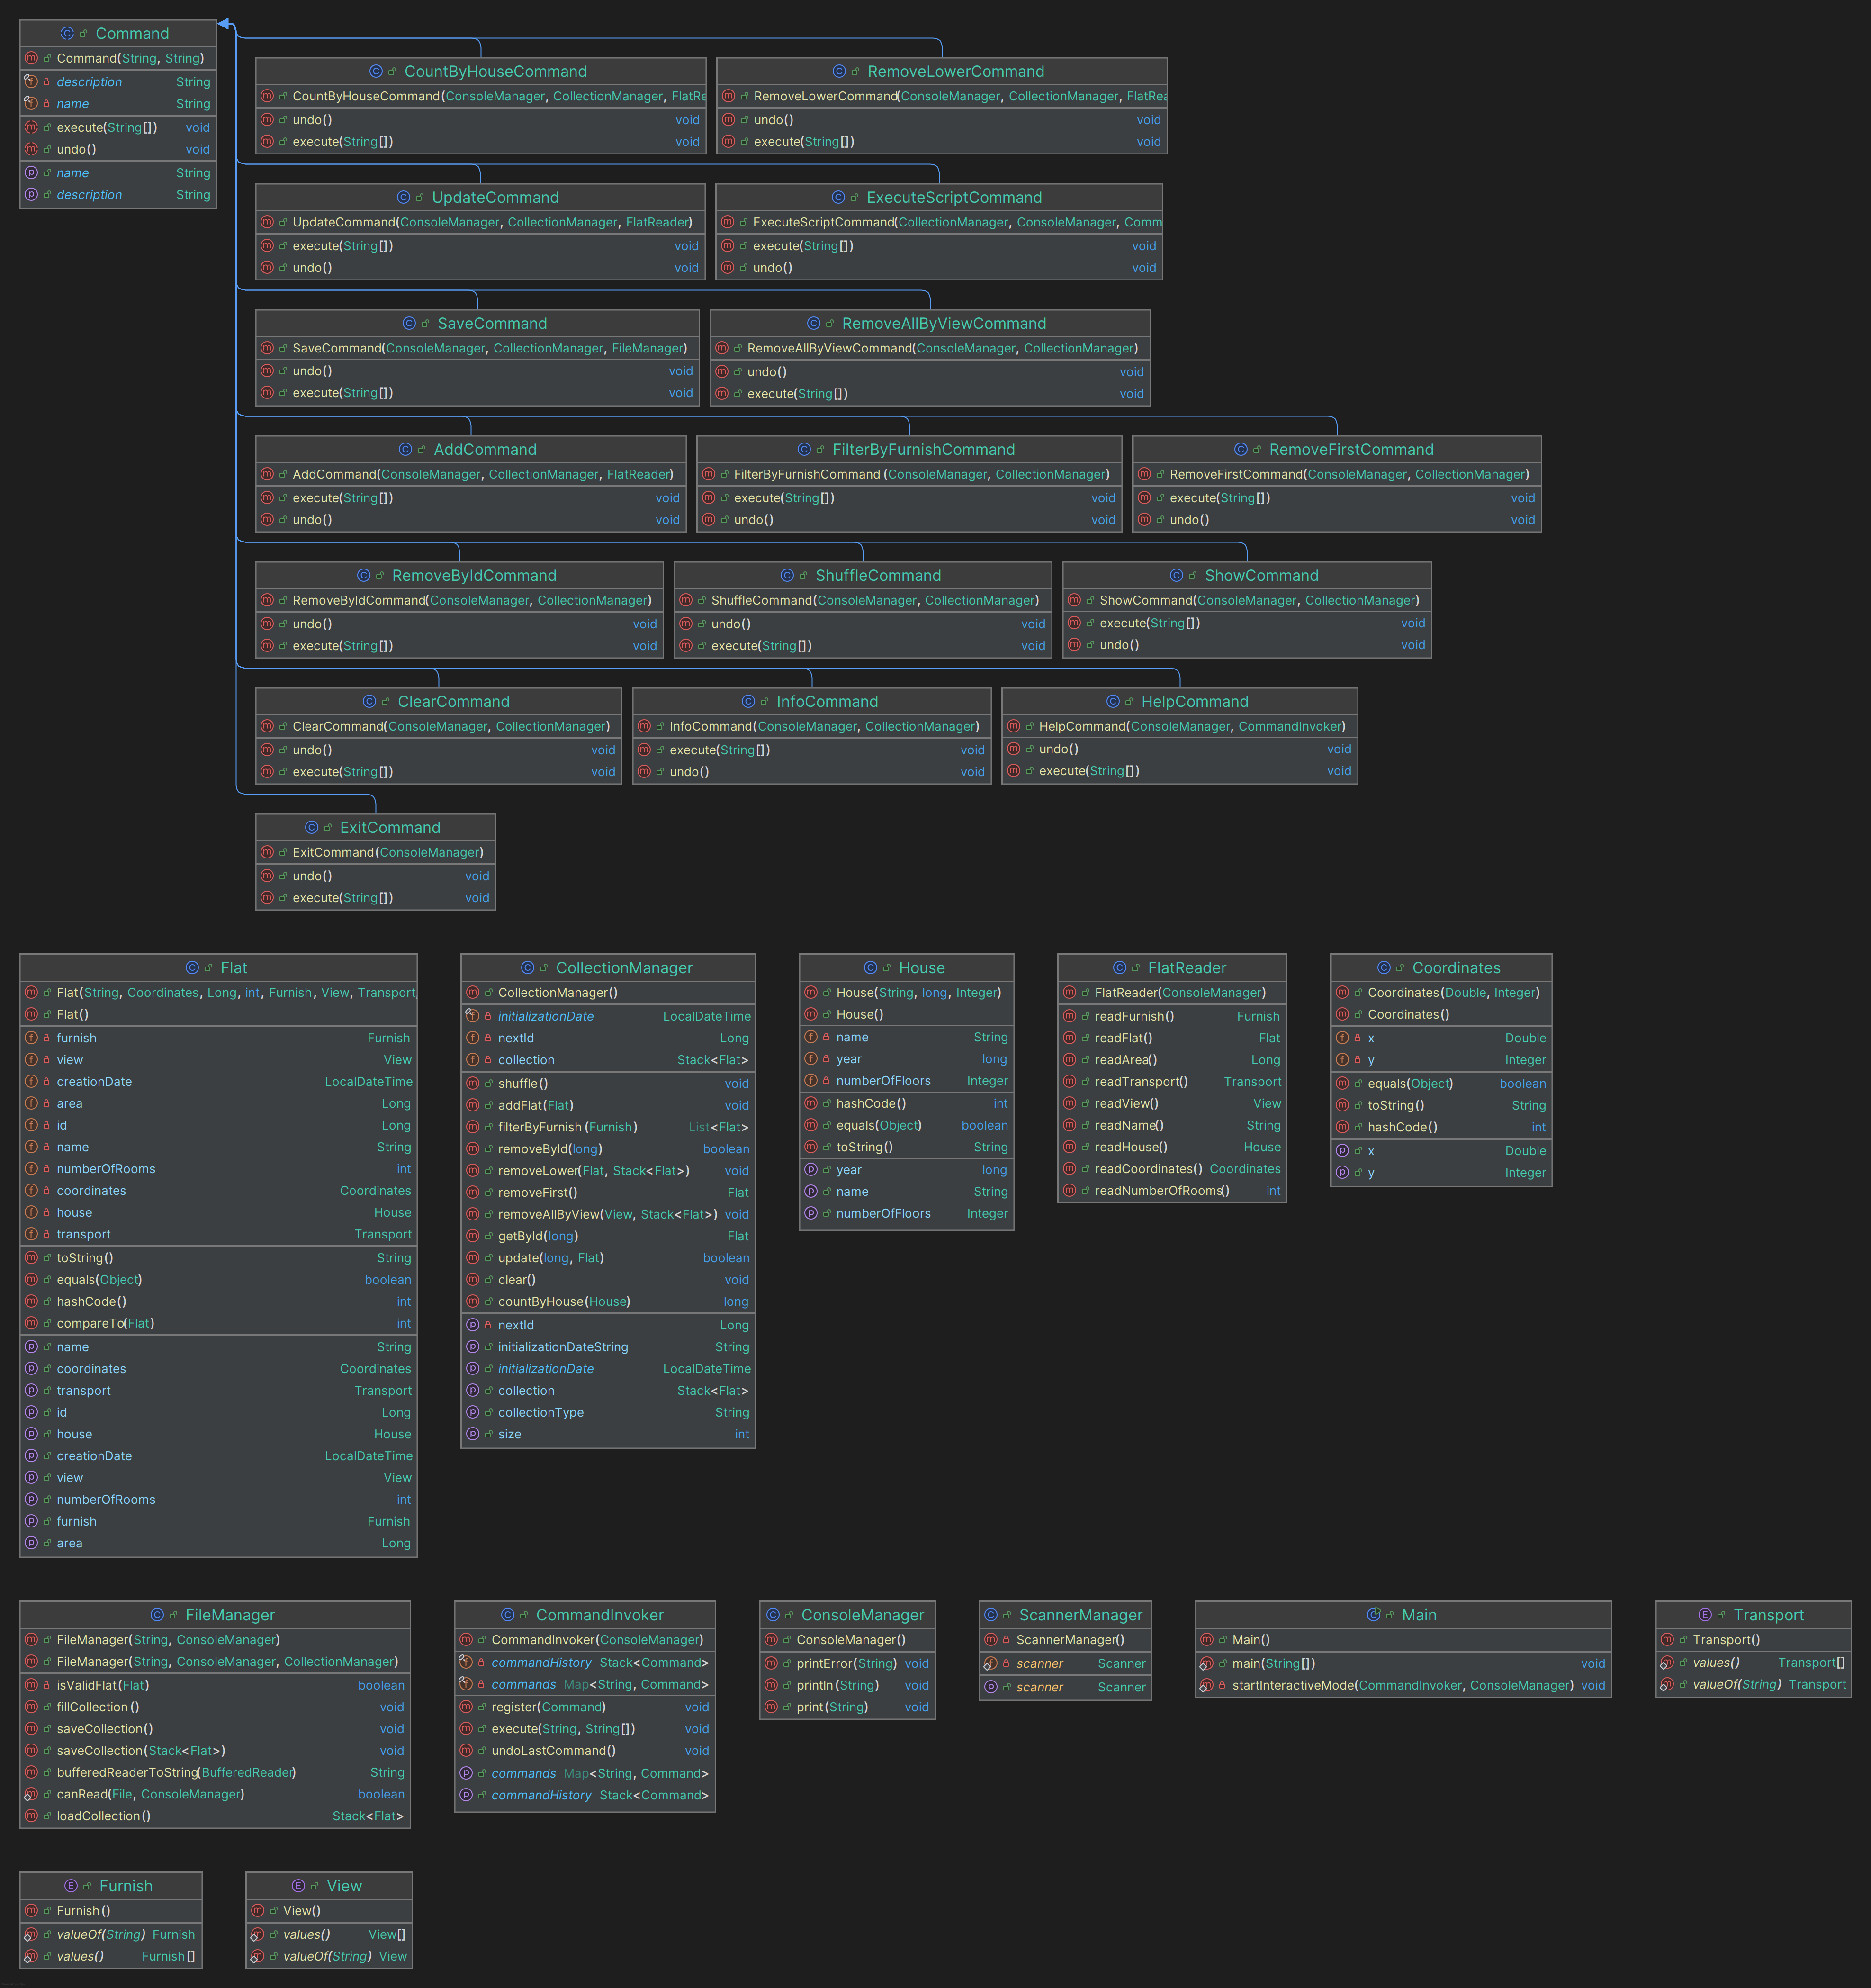 Command
Command(String, String)
description String
name String
execute(String[]) void
undo() void
name String
description String
CountByHouseCommand
CountByHouseCommand(ConsoleManager, CollectionManager, FlatRe
undo() void
execute(String[]) void
RemoveLowerCommand
RemoveLowerCommand(ConsoleManager, CollectionManager, FlatRea
undo() void
execute(String[]) void
UpdateCommand
UpdateCommand(ConsoleManager, CollectionManager, FlatReader)
execute(String[]) void
undo() void
ExecuteScriptCommand
ExecuteScriptCommand(CollectionManager, ConsoleManager, Comm
execute(String[]) void
undo() void
SaveCommand
SaveCommand(ConsoleManager, CollectionManager, FileManager)
undo() void
execute(String[]) void
RemoveAllByViewCommand
RemoveAllByViewCommand(ConsoleManager, CollectionManager)
undo() void
execute(String[]) void
AddCommand
AddCommand(ConsoleManager, CollectionManager, FlatReader)
execute(String[]) void
undo() void
FilterByFurnishCommand
FilterByFurnishCommand (ConsoleManager, CollectionManager)
execute(String[]) void
undo() void
RemoveFirstCommand
RemoveFirstCommand(ConsoleManager, CollectionManager)
execute(String[]) void
undo() void
RemoveByIdCommand
RemoveByIdCommand(ConsoleManager, CollectionManager)
undo() void
execute(String[]) void
ShuffleCommand
ShuffleCommand(ConsoleManager, CollectionManager)
undo() void
execute(String[]) void
ShowCommand
ShowCommand(ConsoleManager, CollectionManager)
execute(String[]) void
undo() void
ClearCommand
ClearCommand(ConsoleManager, CollectionManager)
undo() void
execute(String[]) void
InfoCommand
InfoCommand(ConsoleManager, CollectionManager)
execute(String[]) void
undo() void
HelpCommand
HelpCommand(ConsoleManager, CommandInvoker)
undo() void
execute(String[]) void
ExitCommand
ExitCommand(ConsoleManager)
undo() void
execute(String[]) void
Flat
Flat(String, Coordinates, Long, int, Furnish, View, Transport
Flat()
furnish Furnish
view View
creationDate LocalDateTime
area Long
id Long
name String
numberOfRooms int
coordinates Coordinates
house House
transport Transport
toString() String
equals(Object) boolean
hashCode() int
compareTo(Flat) int
name String
coordinates Coordinates
transport Transport
id Long
house House
creationDate LocalDateTime
view View
numberOfRooms int
furnish Furnish
area Long
CollectionManager
CollectionManager()
initializationDate LocalDateTime
nextId Long
collection Stack<Flat>
shuffle() void
addFlat(Flat) void
filterByFurnish (Furnish) List<Flat>
removeById(long) boolean
removeLower(Flat, Stack<Flat>) void
removeFirst() Flat
removeAllByView(View, Stack<Flat>) void
getById(long) Flat
update(long, Flat) boolean
clear() void
countByHouse(House) long
nextId Long
initializationDateString String
initializationDate LocalDateTime
collection Stack<Flat>
collectionType String
size int
House
House(String, long, Integer)
House()
name String
year long
numberOfFloors Integer
hashCode() int
equals(Object) boolean
toString() String
year long
name String
numberOfFloors Integer
FlatReader
FlatReader(ConsoleManager)
readFurnish() Furnish
readFlat() Flat
readArea() Long
readTransport() Transport
readView() View
readName() String
readHouse() House
readCoordinates() Coordinates
readNumberOfRooms() int
Coordinates
Coordinates(Double, Integer)
Coordinates()
x Double
y Integer
equals(Object) boolean
toString() String
hashCode() int
x Double
y Integer
FileManager
FileManager(String, ConsoleManager)
FileManager(String, ConsoleManager, CollectionManager)
isValidFlat(Flat) boolean
fillCollection() void
saveCollection() void
saveCollection(Stack<Flat>) void
bufferedReaderToString(BufferedReader) String
canRead(File, ConsoleManager) boolean
loadCollection() Stack<Flat>
CommandInvoker
CommandInvoker(ConsoleManager)
commandHistory Stack<Command>
commands Map<String, Command>
register(Command) void
execute(String, String[]) void
undoLastCommand() void
commands Map<String, Command>
commandHistory Stack<Command>
ConsoleManager
ConsoleManager()
printError(String) void
println(String) void
print(String) void
ScannerManager
ScannerManager()
scanner Scanner
scanner Scanner
Main
Main()
main(String[]) void
startInteractiveMode(CommandInvoker, ConsoleManager) void
Transport
Transport()
values() Transport[]
valueOf(String) Transport
Furnish
Furnish()
valueOf(String) Furnish
values() Furnish[]
View
View()
values() View[]
valueOf(String) View